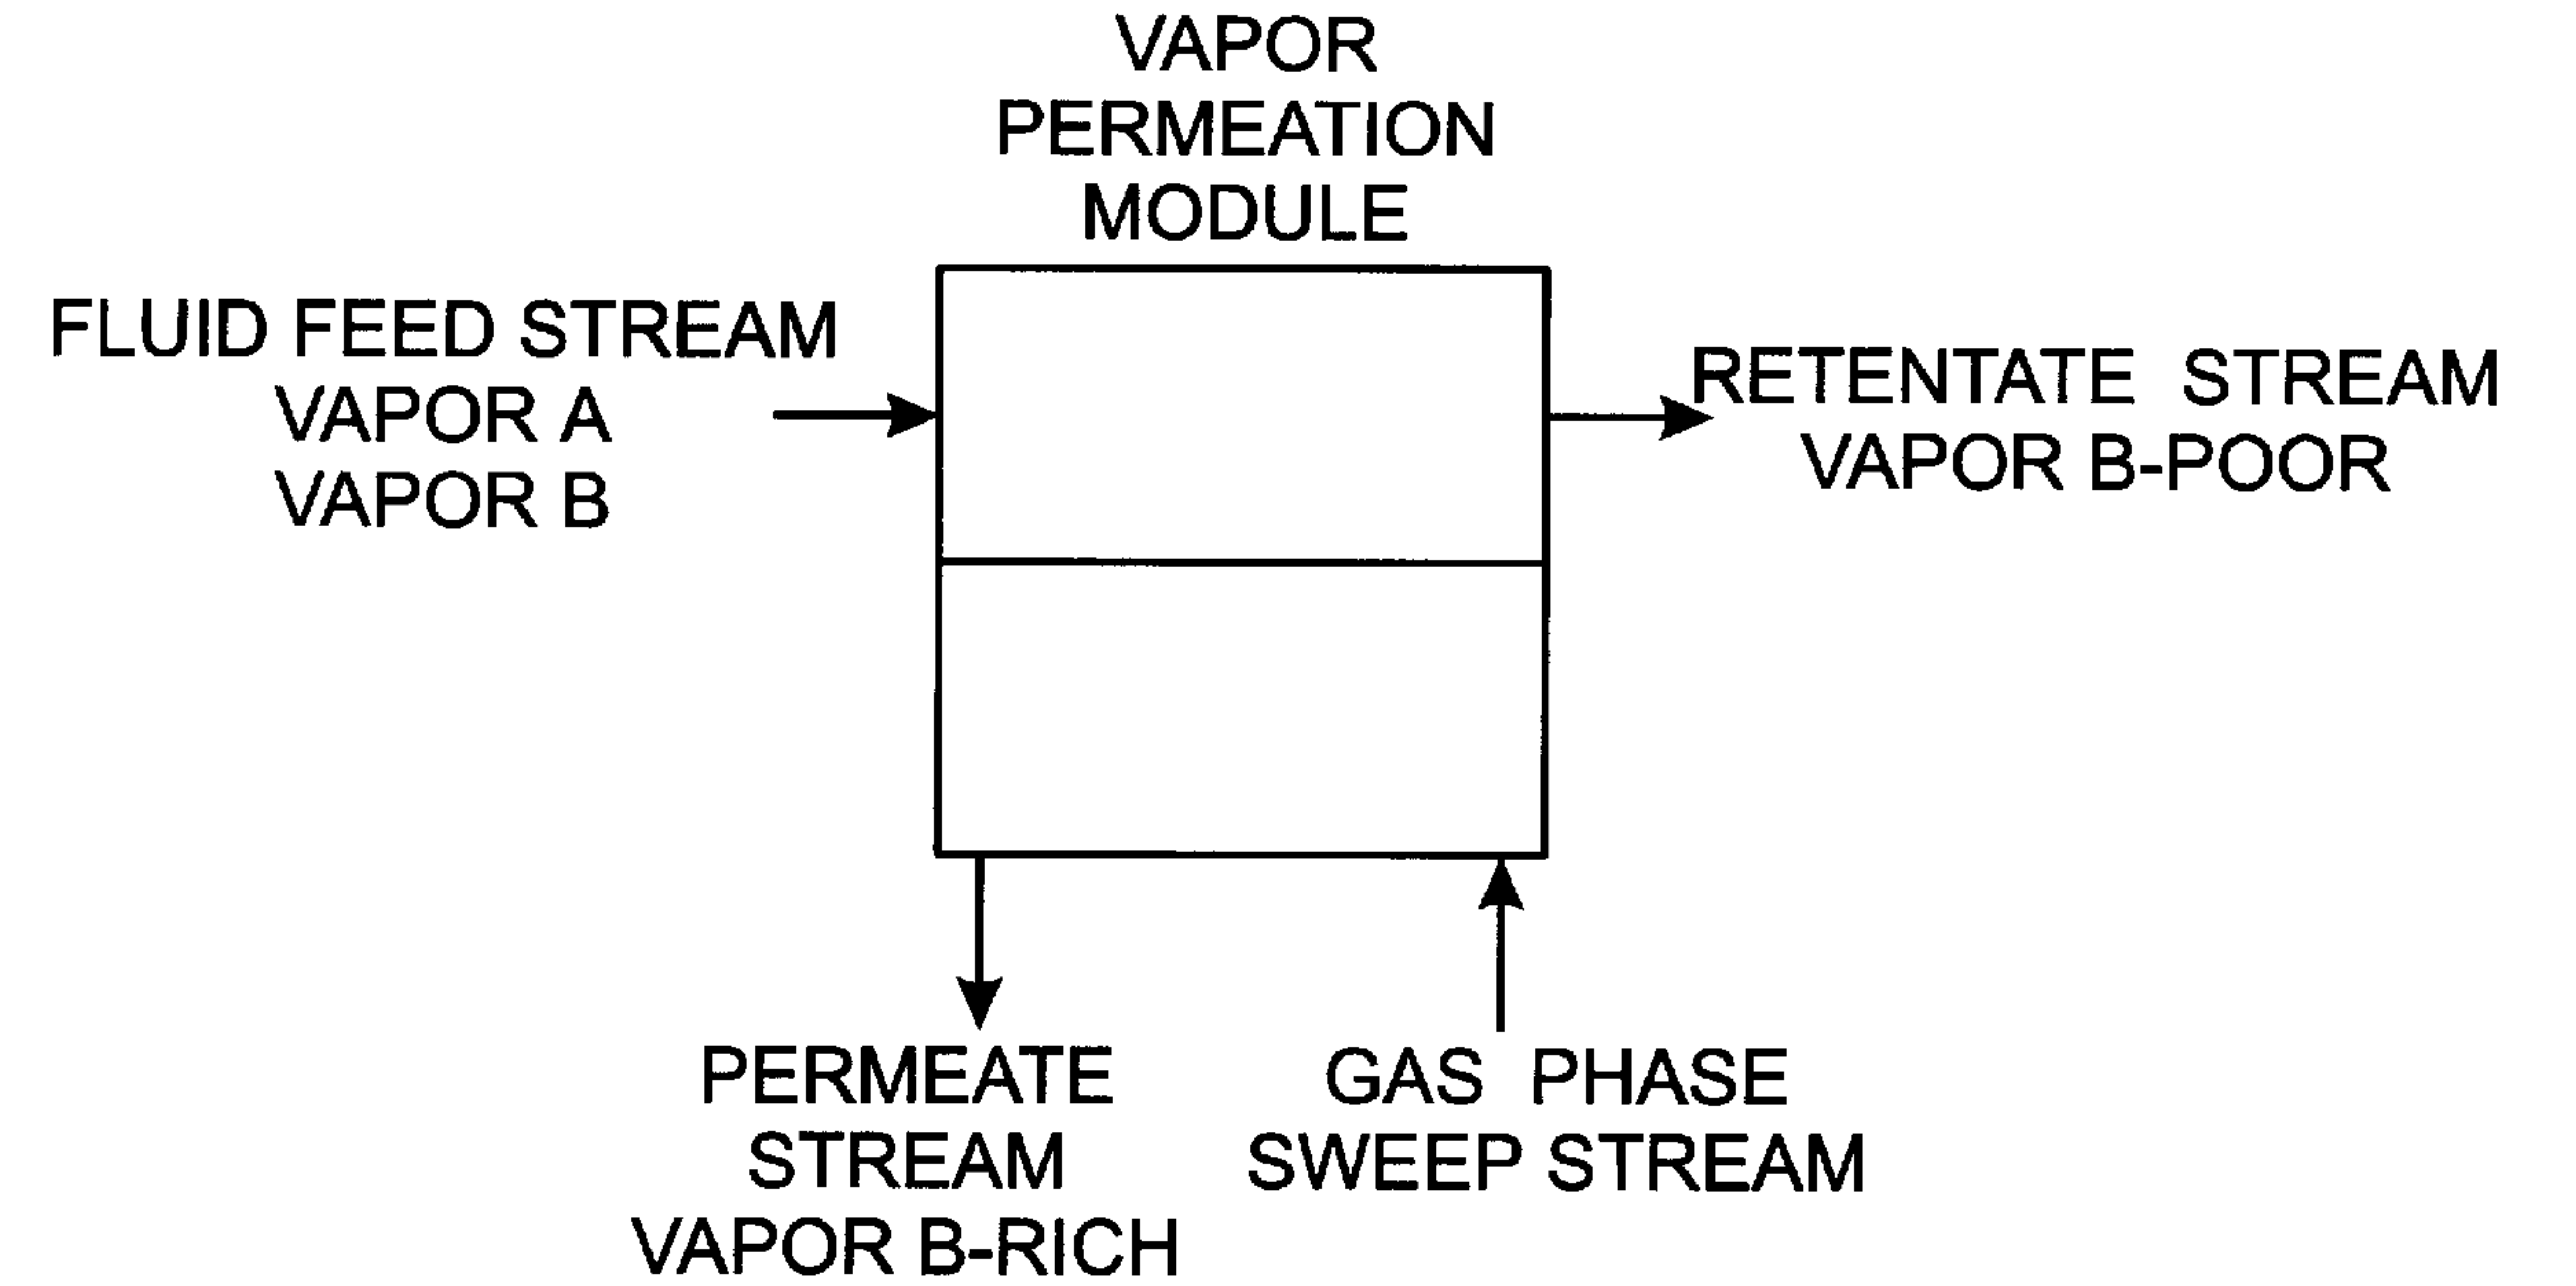 VAPOR
PERMEATION
MODULE
FLUID FEED STREAM
VAPOR A
VAPOR B
RETENTATE STREAM
VAPOR B-POOR
PERMEATE
STREAM
VAPOR B-RICH
GAS PHASE
SWEEP STREAM